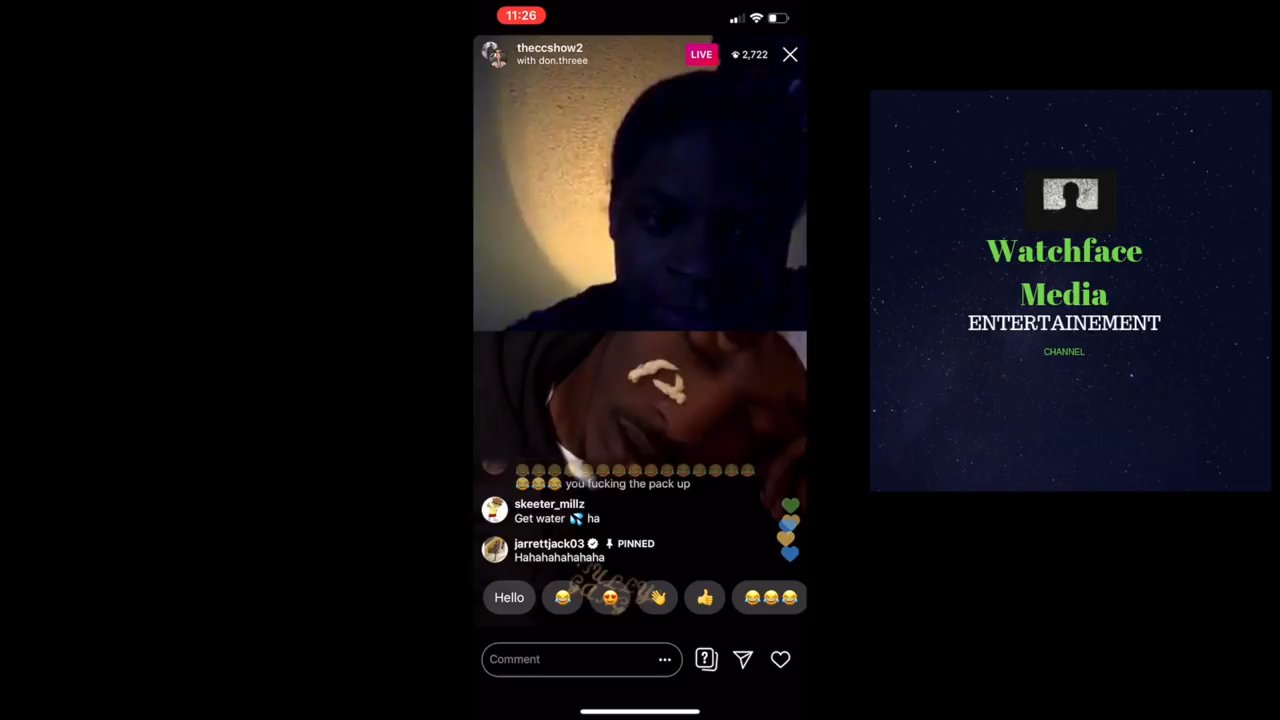 11:26
theccshow2
with don.threee
LIVE
2,722
you fucking the pack up
skeeter_millz
Get water 💦 ha
jarrettjack03 PINNED
Hahahahahahaha
Hello
Comment
Watchface
Media
ENTERTAINEMENT
CHANNEL